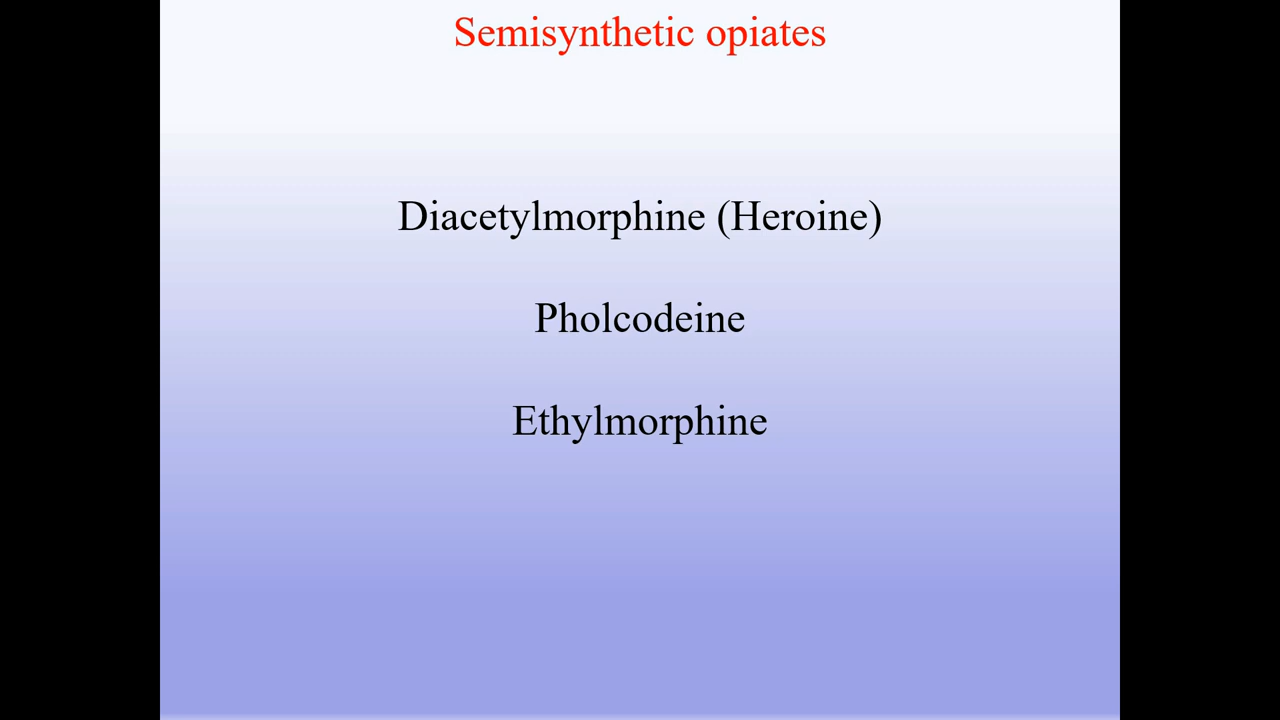 Semisynthetic opiates
Diacetylmorphine (Heroine)
Pholcodeine
Ethylmorphine